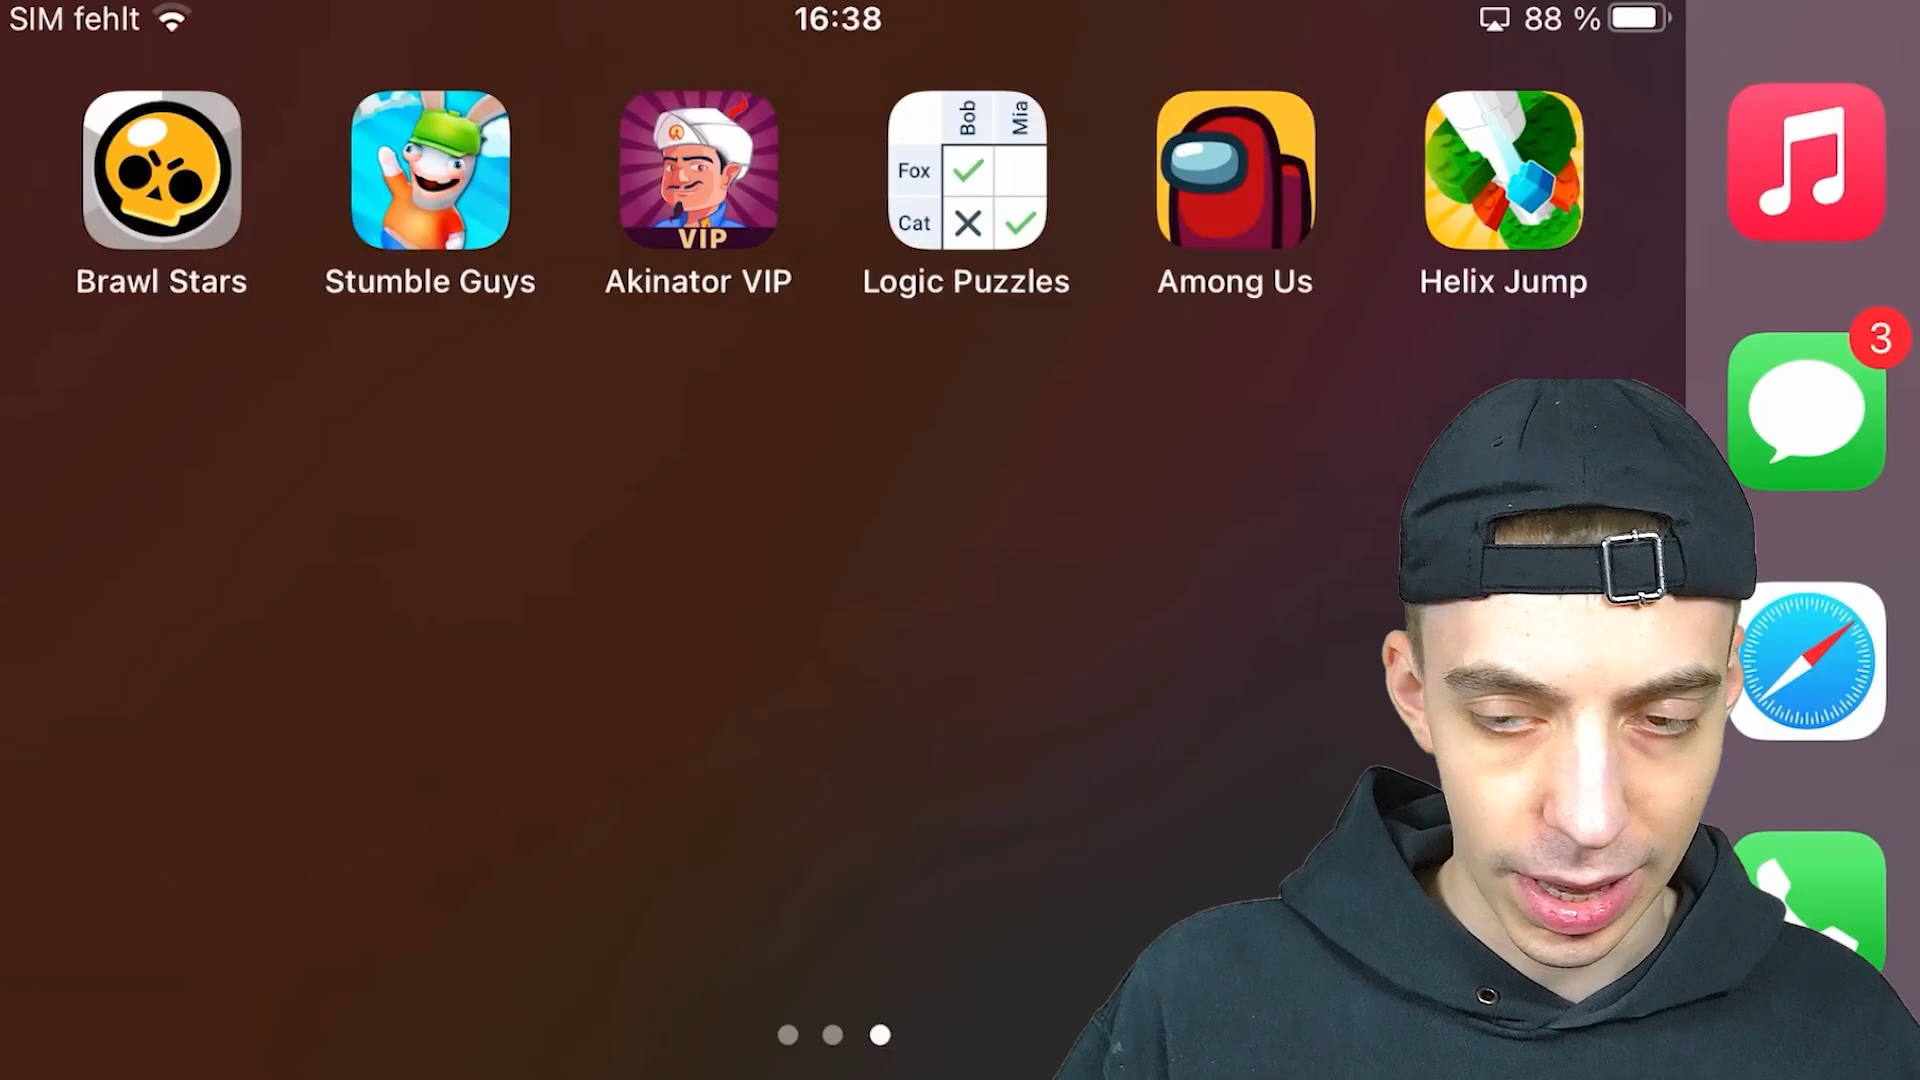 SIM fehlt
16:38
88 %
VIP
Bob
Mia
Fox
Cat
3
Brawl Stars
Stumble Guys
Akinator VIP
Logic Puzzles
Among Us
Helix Jump